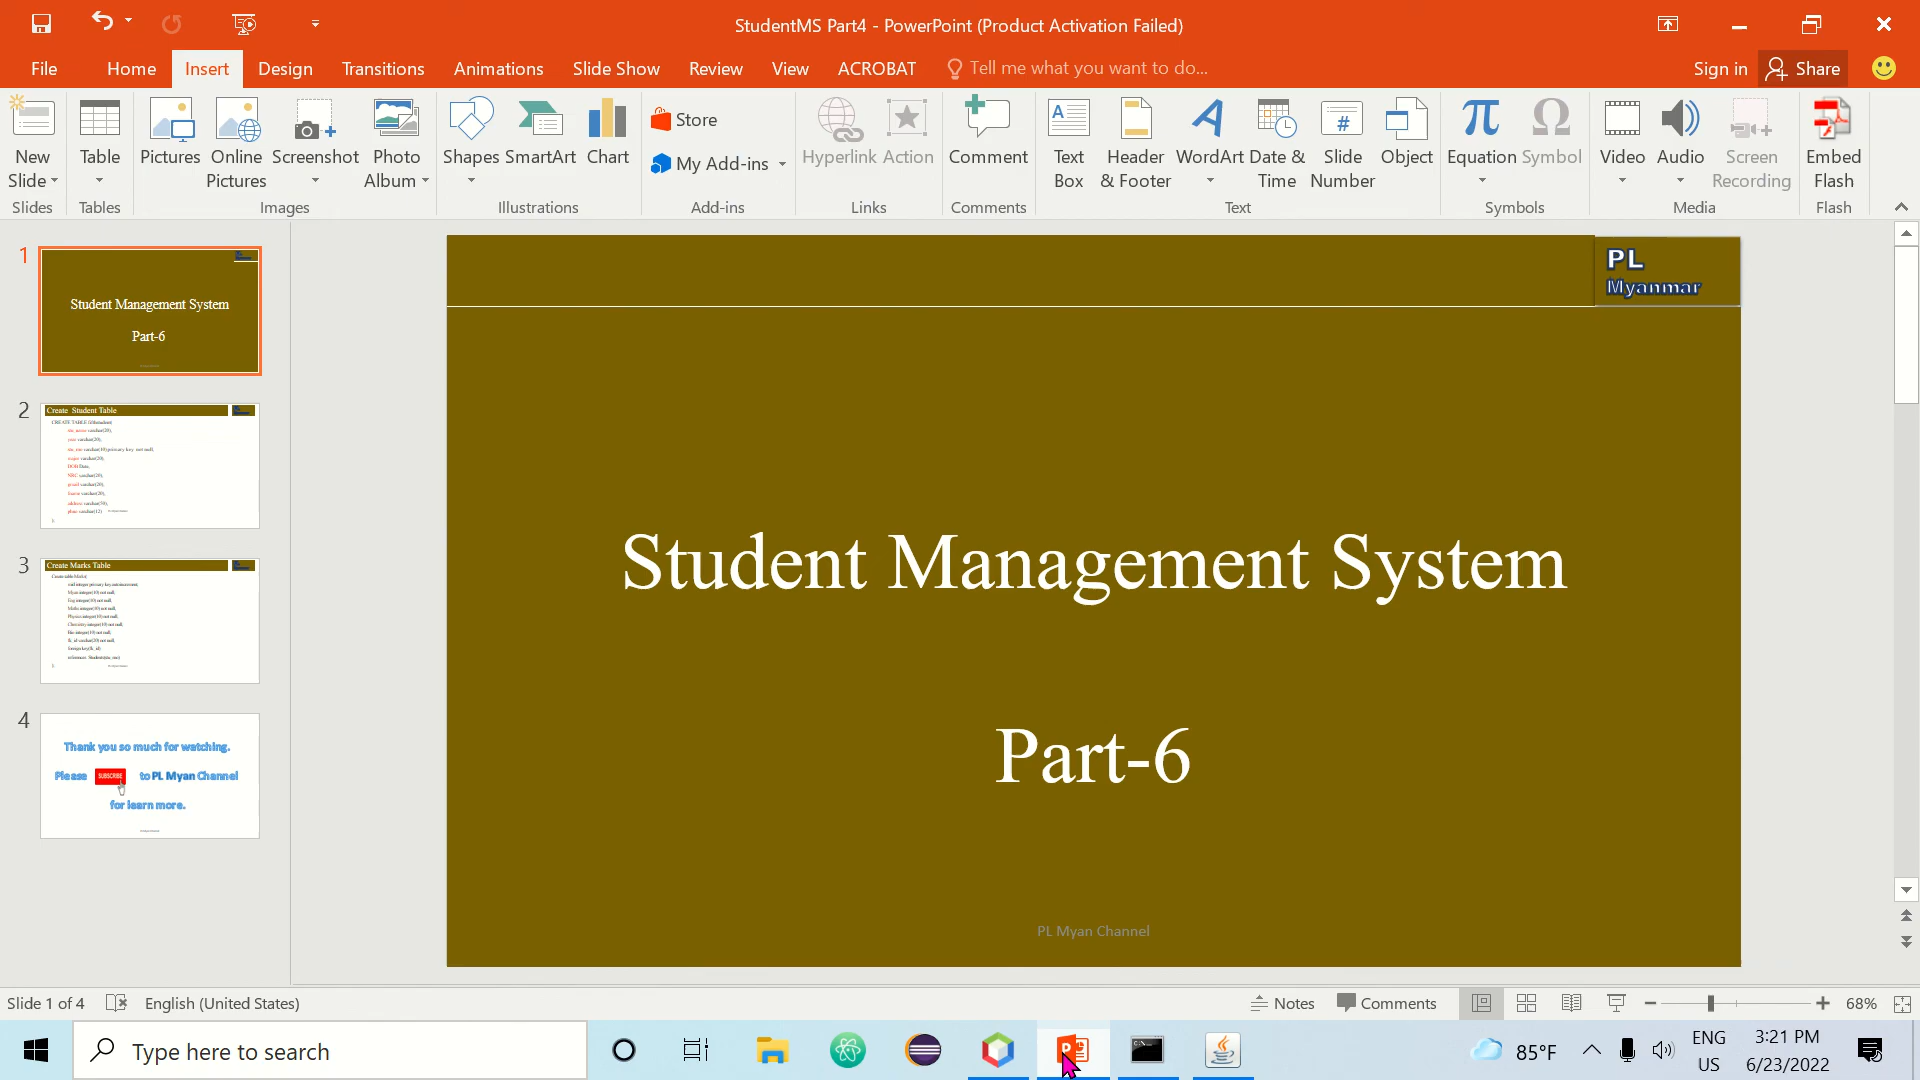 StudentMS Part4 - PowerPoint (Product Activation Failed)
File Home Insert Design Transitions Animations Slide Show Review View ACROBAT Tell me what you want to do... Sign in Share
New Slide
Table
Pictures
Online Pictures
Screenshot
Photo Album
Shapes
SmartArt
Chart
Store
My Add-ins
Hyperlink
Action
Comment
Text Box
Header & Footer
WordArt
Date & Time
Slide Number
Object
Equation
Symbol
Video
Audio
Screen Recording
Embed Flash
Slides Tables Images Illustrations Add-ins Links Comments Text Symbols Media Flash
1
Student Management System
Part-6
2
Create Student Table
3
Create Marks Table
4
Thank you so much for watching.
Please SUBSCRIBE to PL Myan Channel
for learn more.
PL
Myanmar
Student Management System
Part-6
PL Myan Channel
Slide 1 of 4 English (United States) Notes Comments 68%
Type here to search
85°F
ENG
US
3:21 PM
6/23/2022